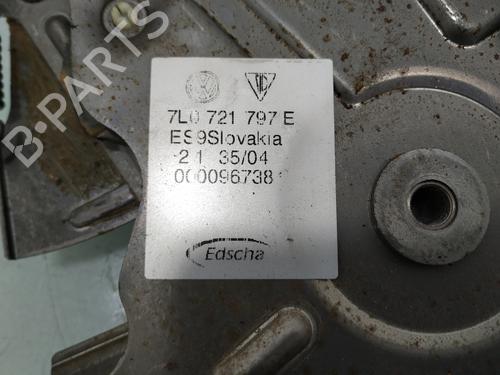 7L0 721 797 E
ES9Slovakia
21 35/04
000096738
Edscha
B-PARTS